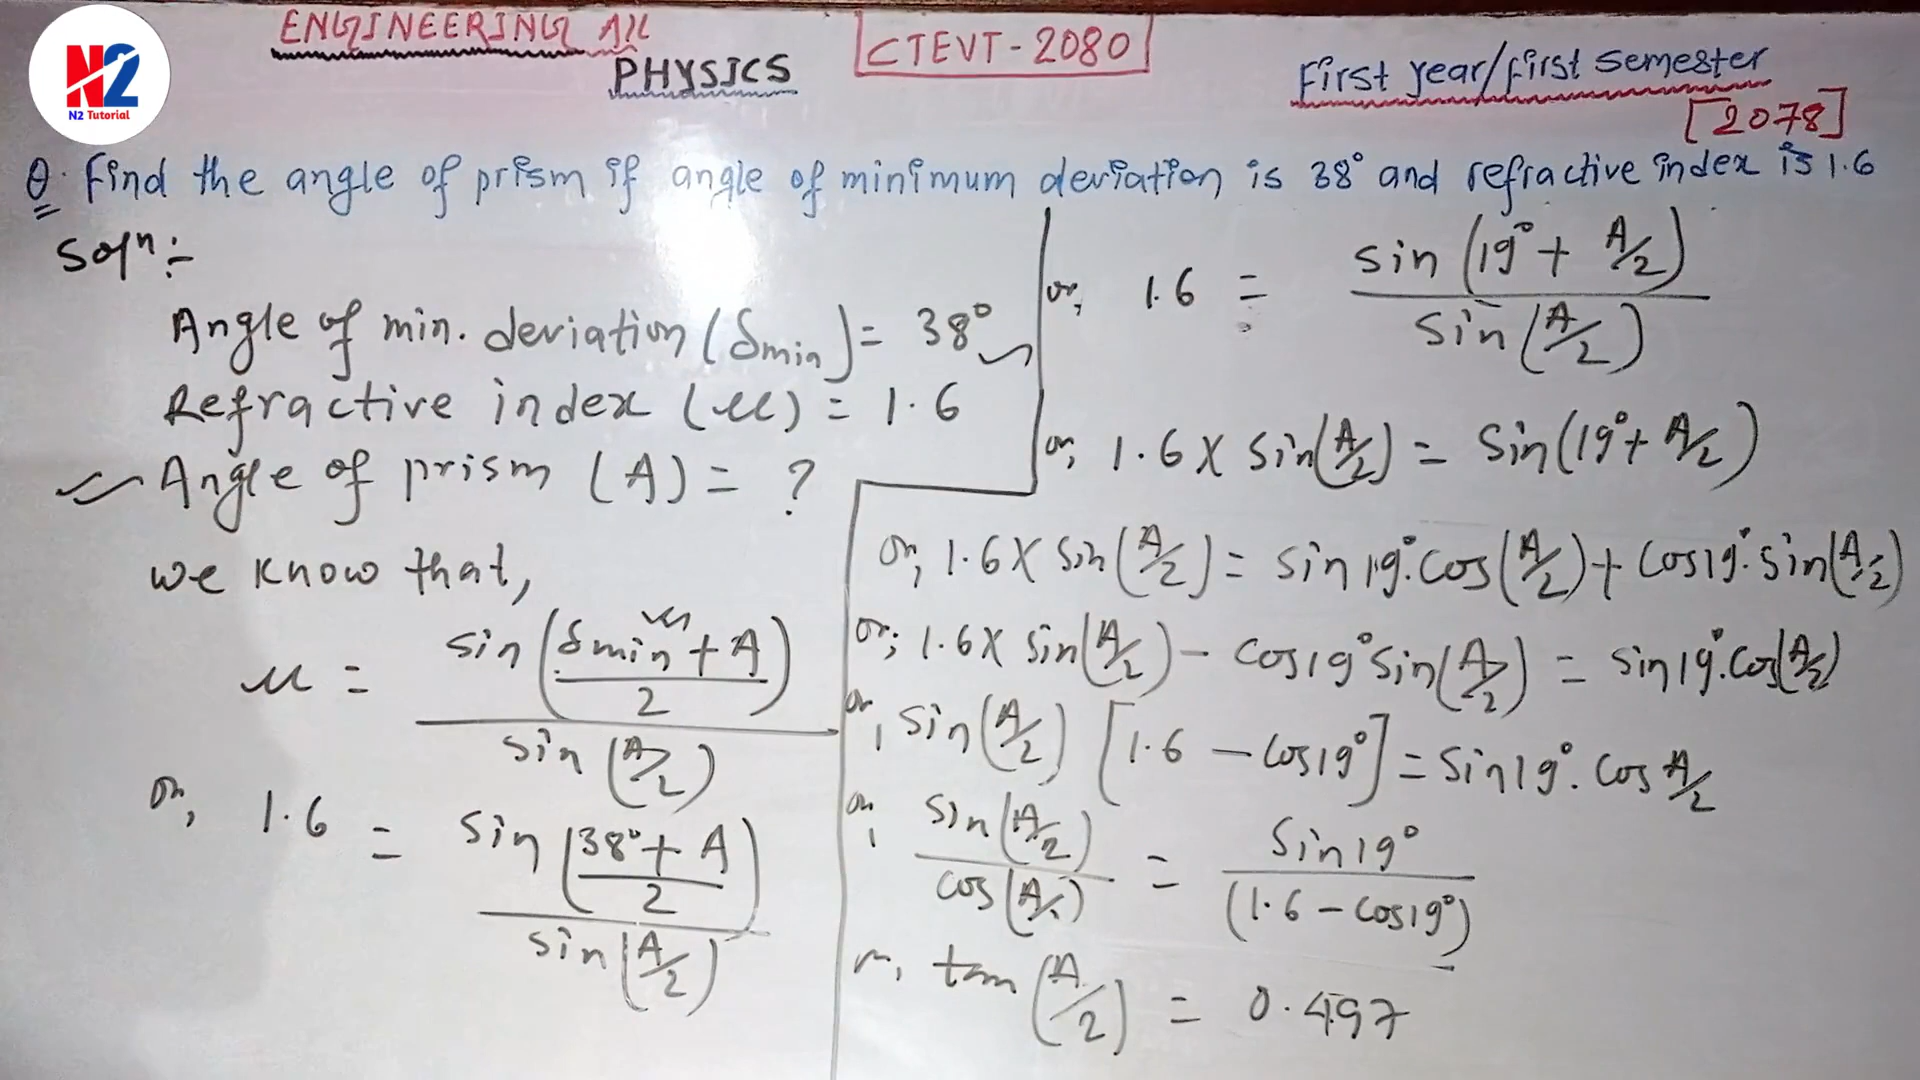 N2
N2 Tutorial
ENGINEERING All
PHYSICS
CTEVT-2080
First year/first semester
[2078]
Q. Find the angle of prism if angle of minimum deviation is 38° and refractive index is 1.6
Solⁿ:-
Angle of min. deviation (δmin) = 38°
Refractive index (μ) = 1.6
Angle of prism (A) = ?
we know that,
μ = sin((δmin + A)/2) / sin(A/2)
or, 1.6 = sin((38° + A)/2) / sin(A/2)
or, 1.6 = sin(19° + A/2) / sin(A/2)
or, 1.6 × sin(A/2) = sin(19° + A/2)
or, 1.6 × sin(A/2) = sin19°.cos(A/2) + cos19°.sin(A/2)
or, 1.6 × sin(A/2) - cos19° sin(A/2) = sin19°.cos(A/2)
or, sin(A/2) [1.6 - cos19°] = sin19°. cos A/2
or, sin(A/2) / cos(A/2) = sin19° / (1.6 - cos19°)
or, tan(A/2) = 0.497